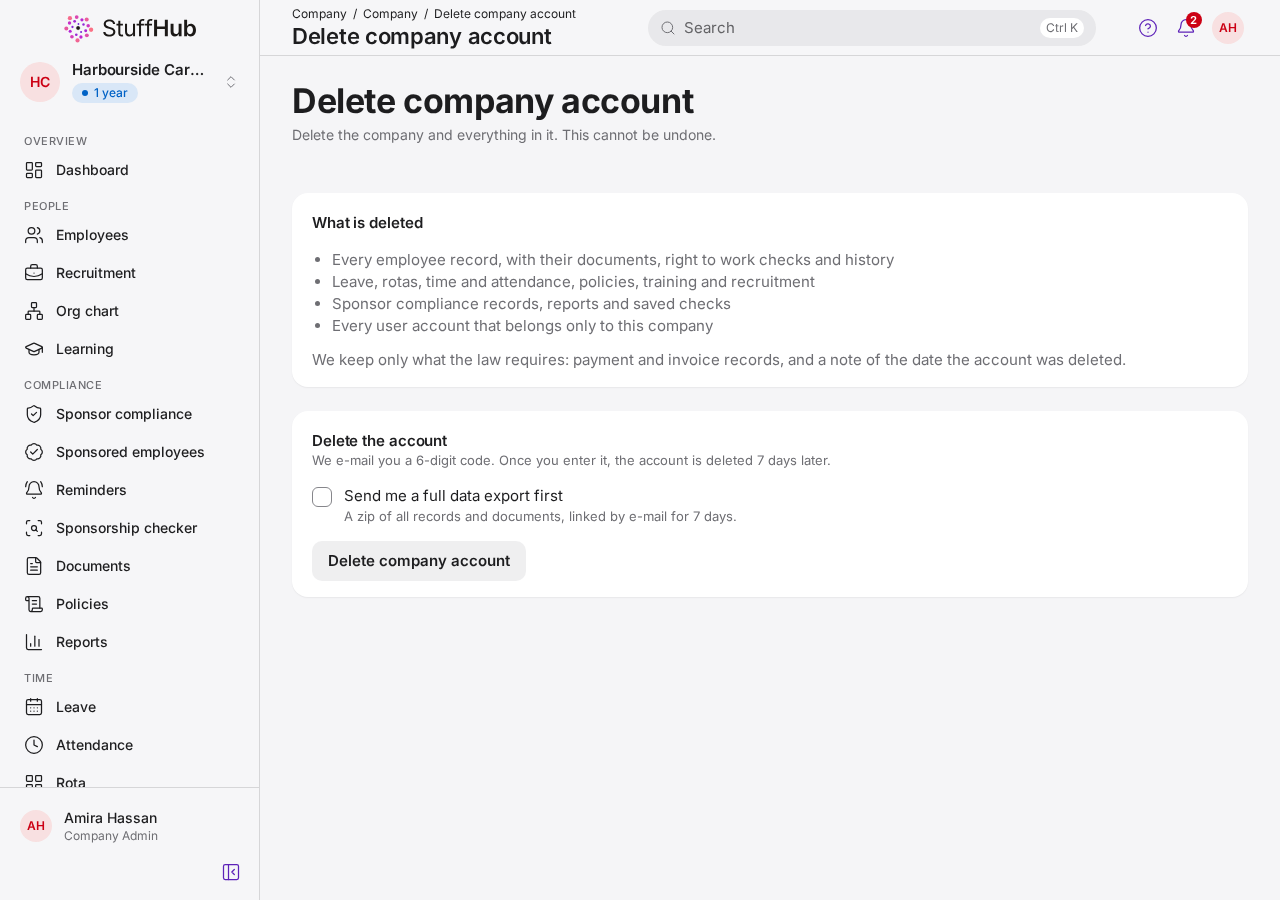 StuffHub
HC
Harbourside Car...
1 year
OVERVIEW
Dashboard
PEOPLE
Employees
Recruitment
Org chart
Learning
COMPLIANCE
Sponsor compliance
Sponsored employees
Reminders
Sponsorship checker
Documents
Policies
Reports
TIME
Leave
Attendance
Rota
AH
Amira Hassan
Company Admin
Company / Company / Delete company account
Delete company account
Search
Ctrl K
2
AH
Delete company account
Delete the company and everything in it. This cannot be undone.
What is deleted
• Every employee record, with their documents, right to work checks and history
• Leave, rotas, time and attendance, policies, training and recruitment
• Sponsor compliance records, reports and saved checks
• Every user account that belongs only to this company
We keep only what the law requires: payment and invoice records, and a note of the date the account was deleted.
Delete the account
We e-mail you a 6-digit code. Once you enter it, the account is deleted 7 days later.
Send me a full data export first
A zip of all records and documents, linked by e-mail for 7 days.
Delete company account